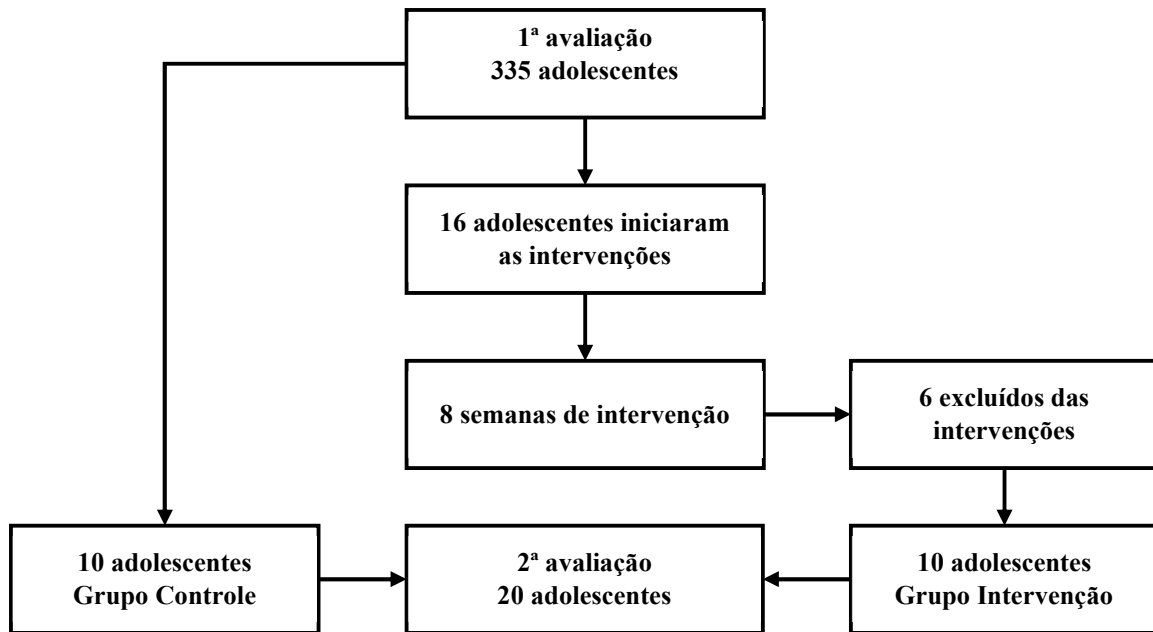 1ª avaliação
335 adolescentes
16 adolescentes iniciaram
as intervenções
8 semanas de intervenção
6 excluídos das
intervenções
10 adolescentes
Grupo Controle
2ª avaliação
20 adolescentes
10 adolescentes
Grupo Intervenção